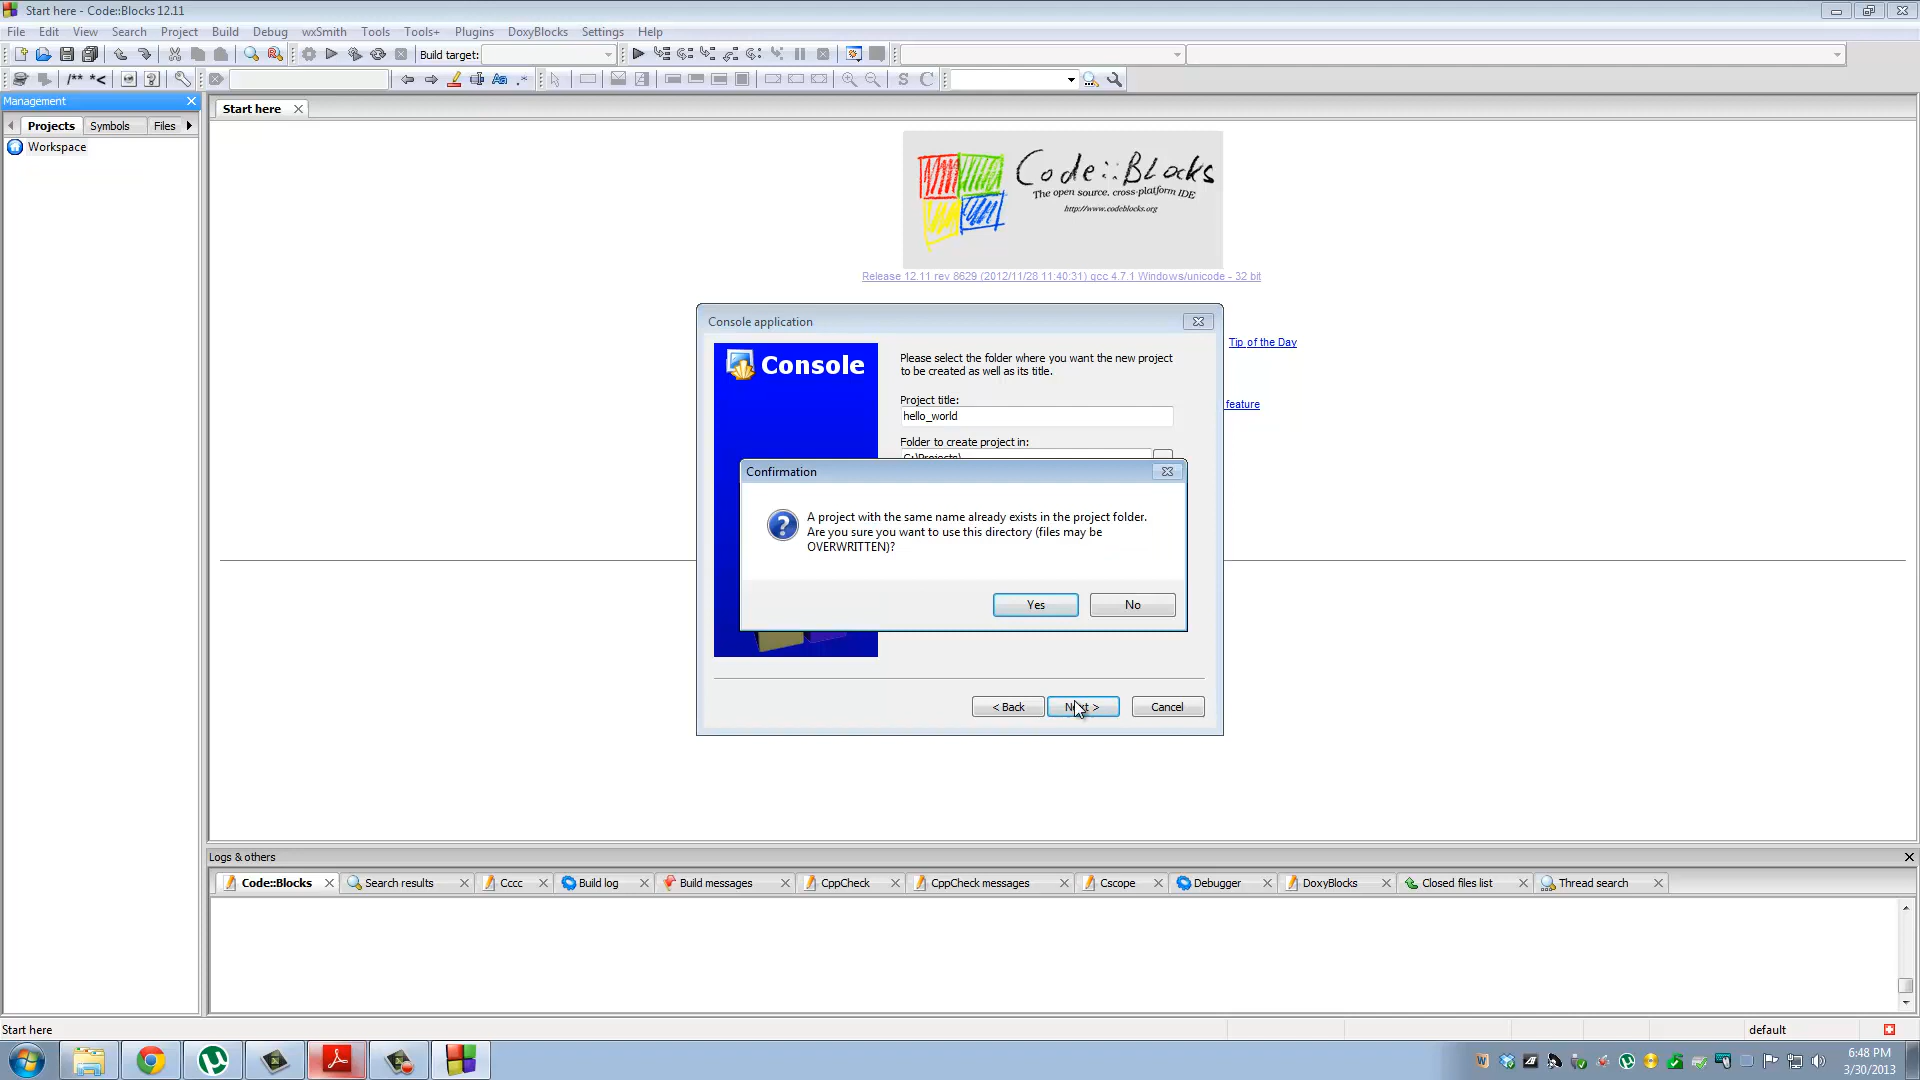 Start here - Code::Blocks 12.11
File Edit View Search Project Build Debug wxSmith Tools Tools+ Plugins DoxyBlocks Settings Help
Build target:
/** *<
Aa .*
S C
Management
Projects Symbols Files
Workspace
Start here
Code::Blocks
The open source, cross-platform IDE
http://www.codeblocks.org
Release 12.11 rev 8629 (2012/11/28 11:40:31) gcc 4.7.1 Windows/unicode - 32 bit
Tip of the Day
feature
Console application
Console
Please select the folder where you want the new project
to be created as well as its title.
Project title:
hello_world
Folder to create project in:
C:\Projects\
Confirmation
A project with the same name already exists in the project folder.
Are you sure you want to use this directory (files may be
OVERWRITTEN)?
Yes No
< Back Next > Cancel
Logs & others
Code::Blocks Search results Cccc Build log Build messages CppCheck CppCheck messages Cscope Debugger DoxyBlocks Closed files list Thread search
Start here
default
6:48 PM
3/30/2013